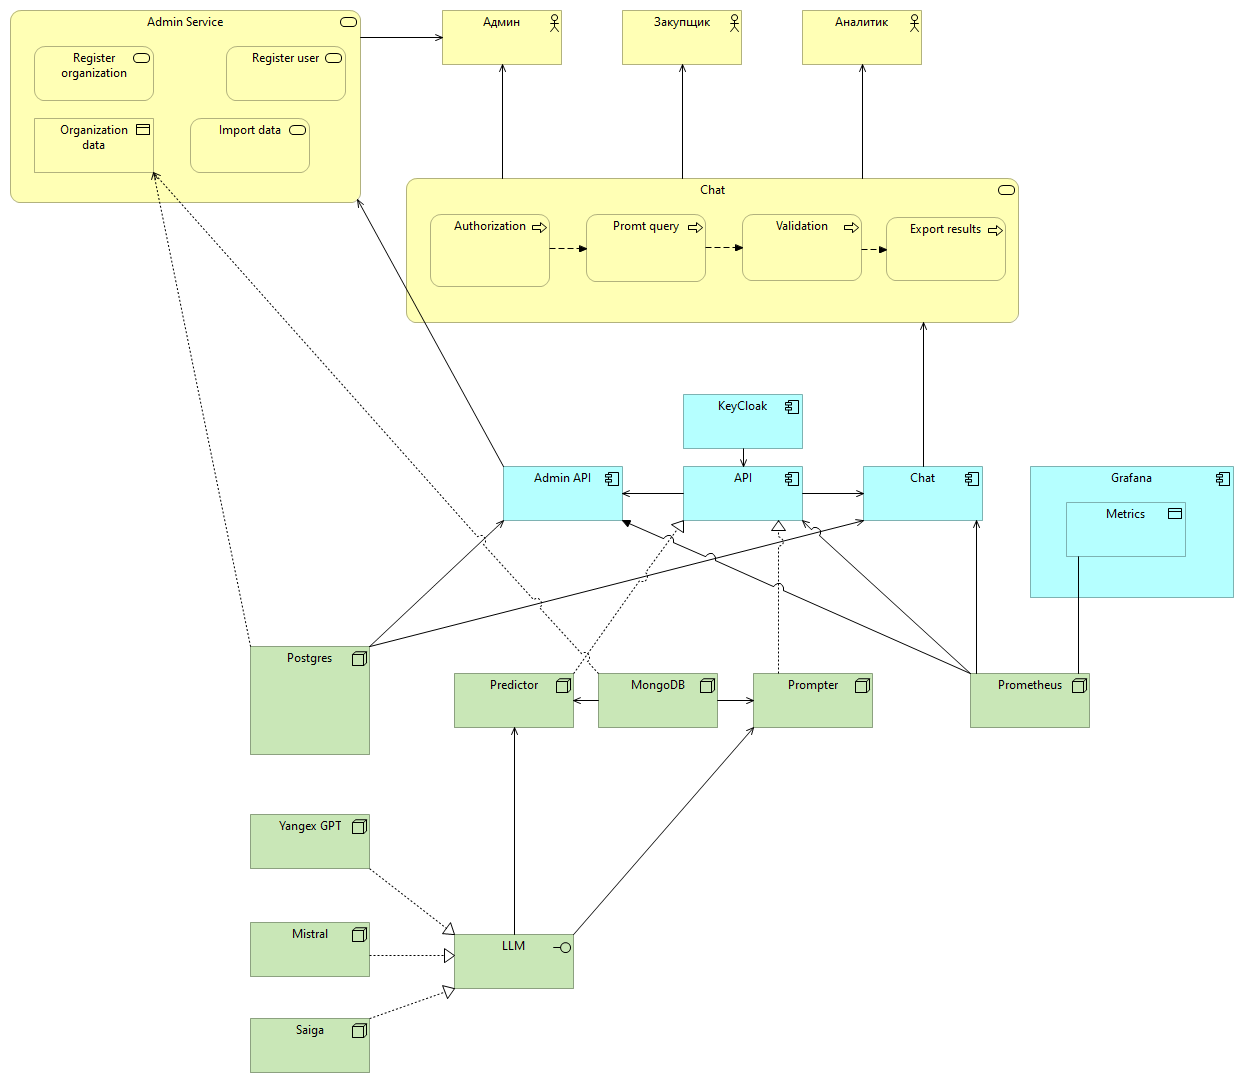 Admin Service
Админ
Закупщик
Аналитик
Register
organization
Register user
Organization
data
Import data
Chat
Authorization
Promt query
Validation
Export results
KeyCloak
Admin API
API
Chat
Grafana
Metrics
Postgres
Predictor
MongoDB
Prompter
Prometheus
Yangex GPT
Mistral
LLM
Saiga